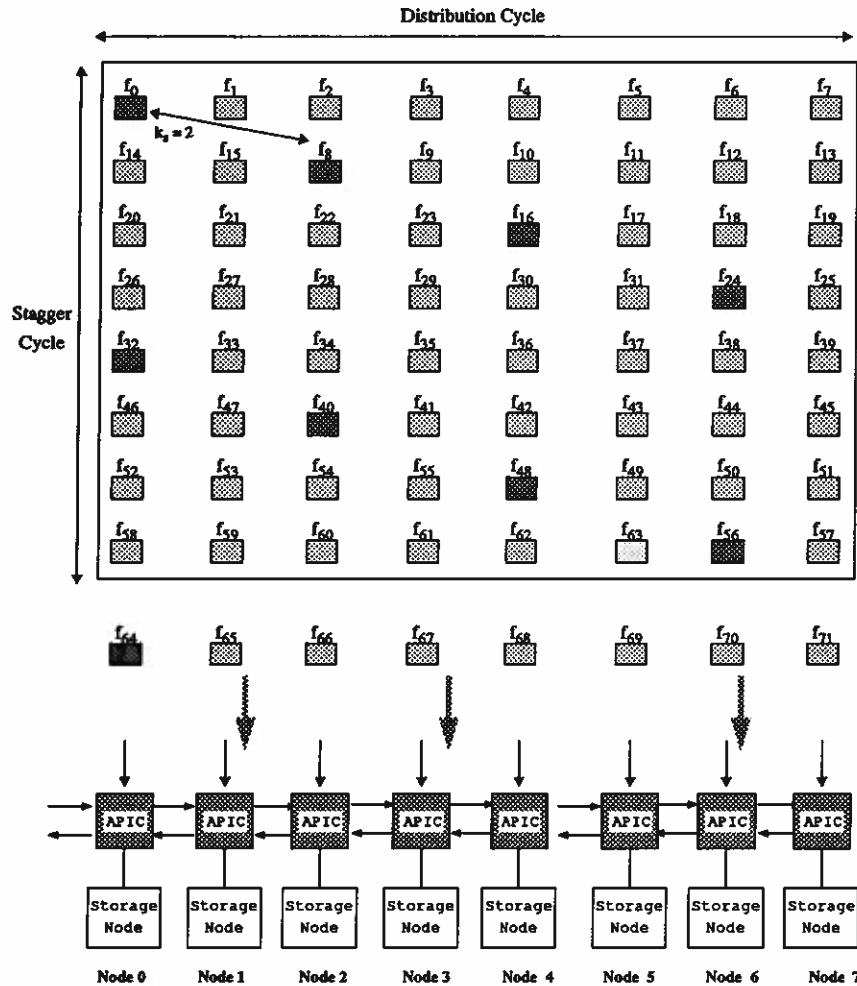 Distribution Cycle
f0 f1 f2 f3 f4 f5 f6 f7
ks = 2
f14 f15 f8 f9 f10 f11 f12 f13
f20 f21 f22 f23 f16 f17 f18 f19
f26 f27 f28 f29 f30 f31 f24 f25
Stagger
Cycle
f32 f33 f34 f35 f36 f37 f38 f39
f46 f47 f40 f41 f42 f43 f44 f45
f52 f53 f54 f55 f48 f49 f50 f51
f58 f59 f60 f61 f62 f63 f56 f57
f64 f65 f66 f67 f68 f69 f70 f71
APIC APIC APIC APIC APIC APIC APIC APIC
Storage Storage Storage Storage Storage Storage Storage Storage
Node Node Node Node Node Node Node Node
Node 0 Node 1 Node 2 Node 3 Node 4 Node 5 Node 6 Node 7